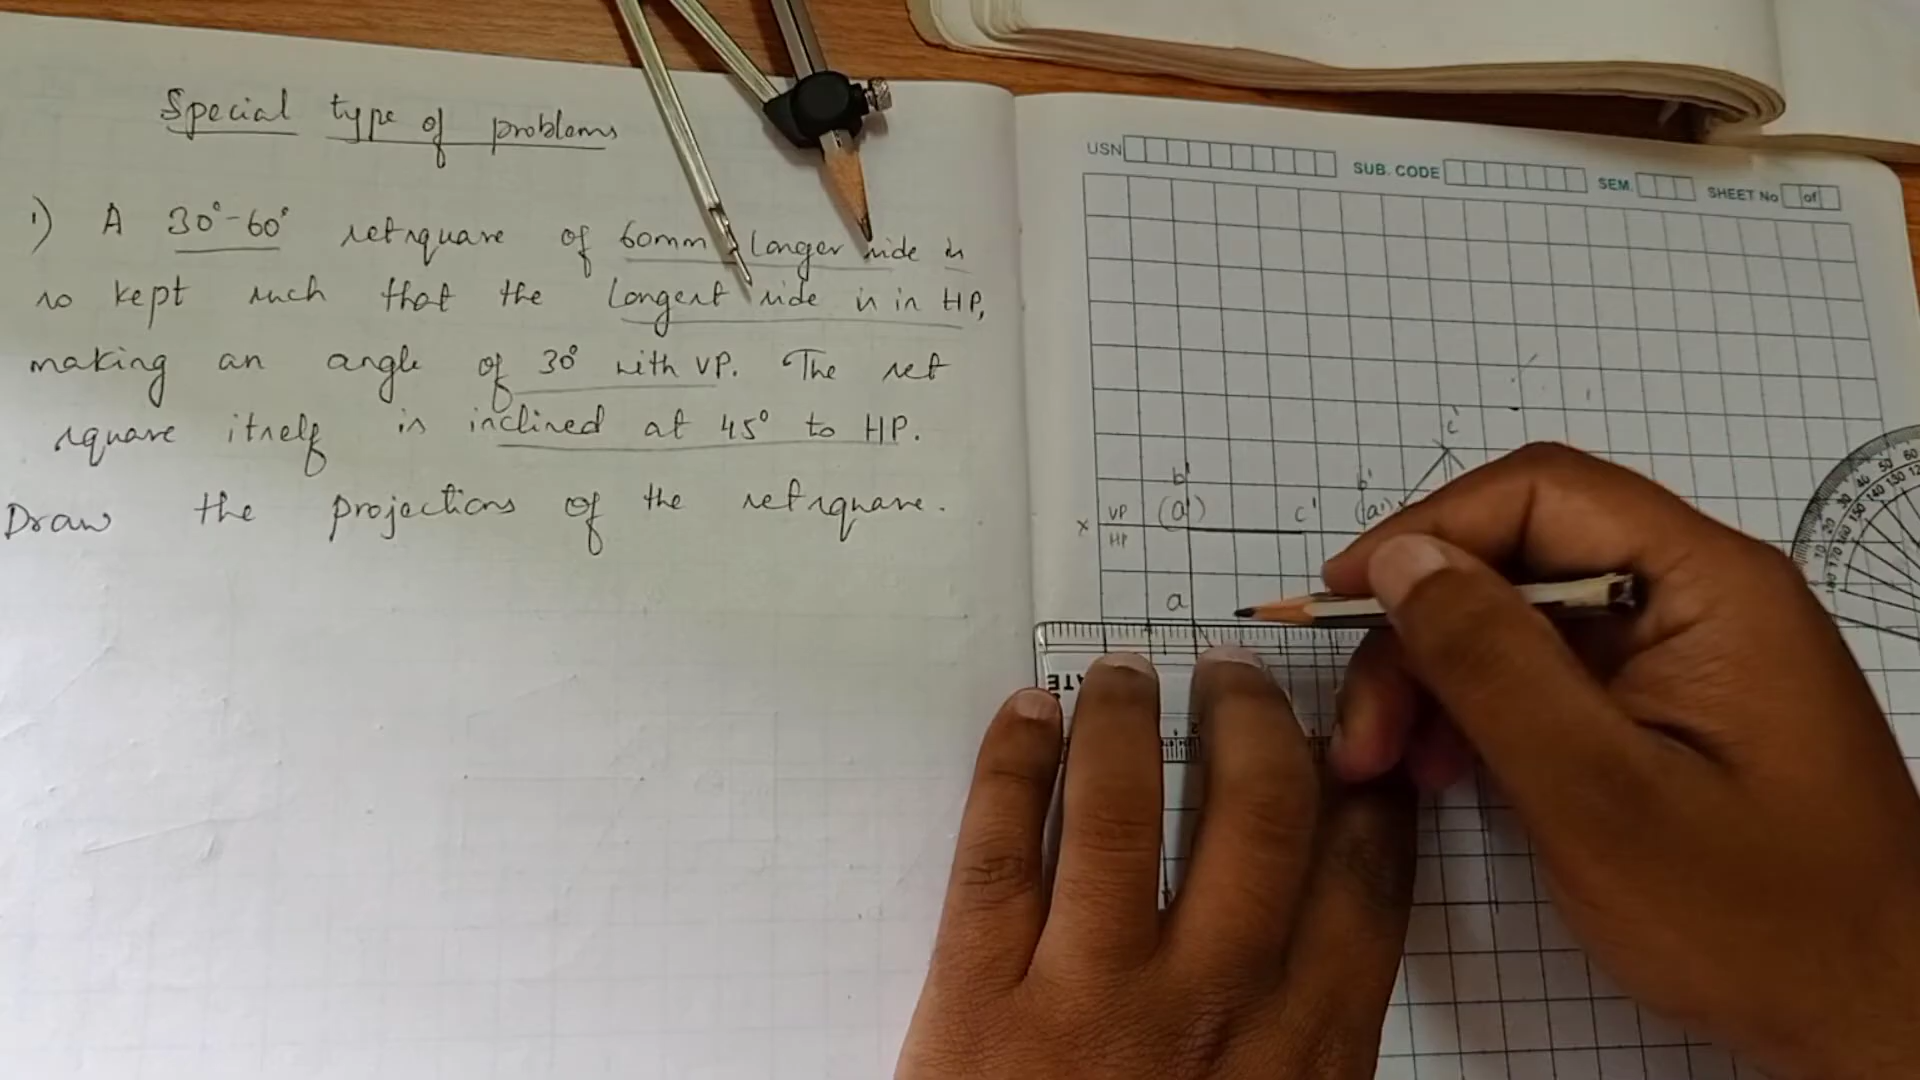 Special type of problems
1) A 30°-60° setsquare of 60mm longer side is
so kept such that the longest side is in HP,
making an angle of 30° with VP. The set
square itself is inclined at 45° to HP.
Draw the projections of the setsquare.
USN SUB. CODE SEM. SHEET No of
c'
b' b'
(a') c' (a')
X VP
HP
a